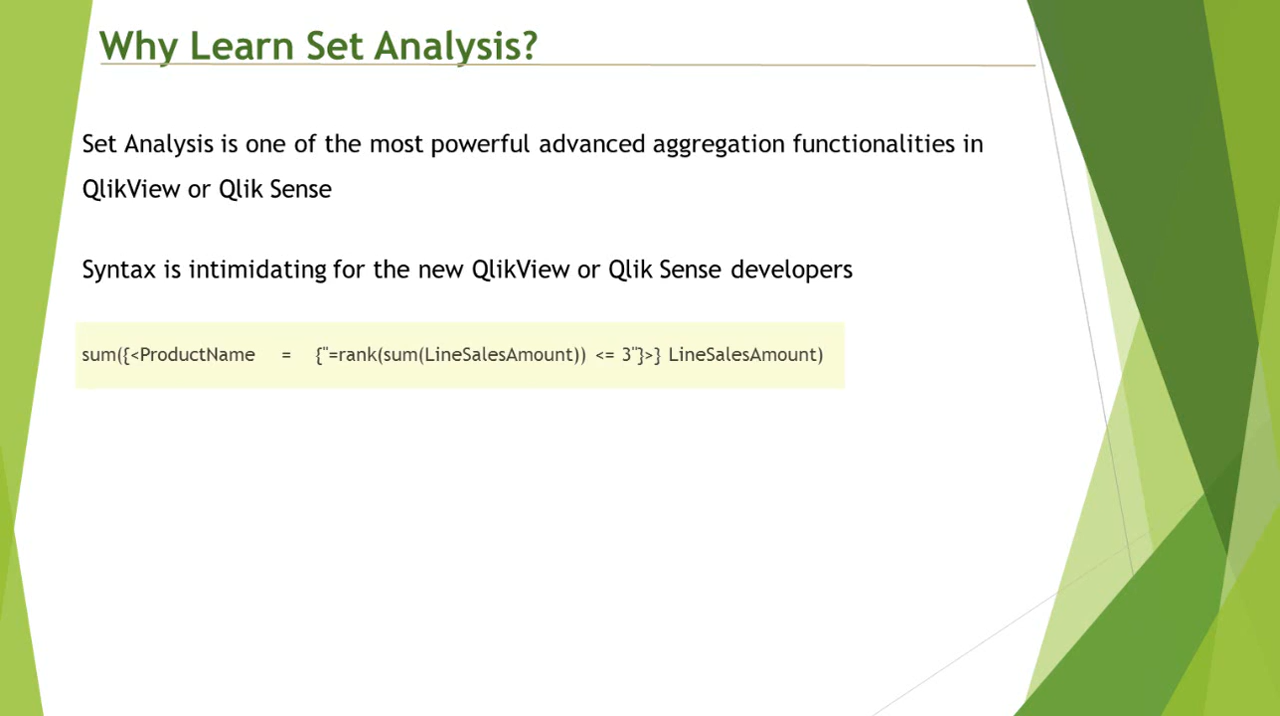 Why Learn Set Analysis?
Set Analysis is one of the most powerful advanced aggregation functionalities in
QlikView or Qlik Sense
Syntax is intimidating for the new QlikView or Qlik Sense developers
sum({<ProductName = {"=rank(sum(LineSalesAmount)) <= 3"}>} LineSalesAmount)